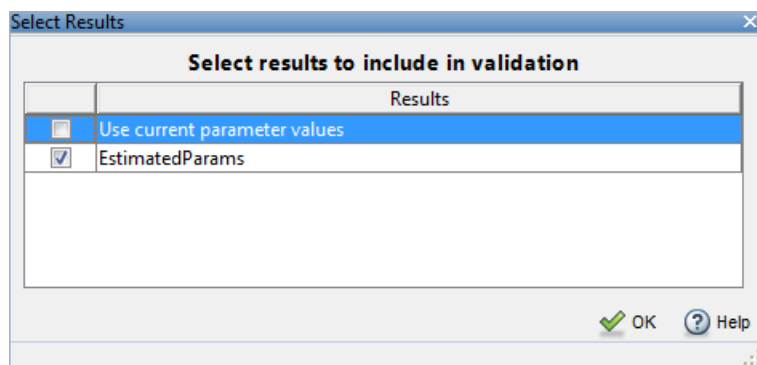 Select Results
Select results to include in validation
Results
Use current parameter values
EstimatedParams
OK Help